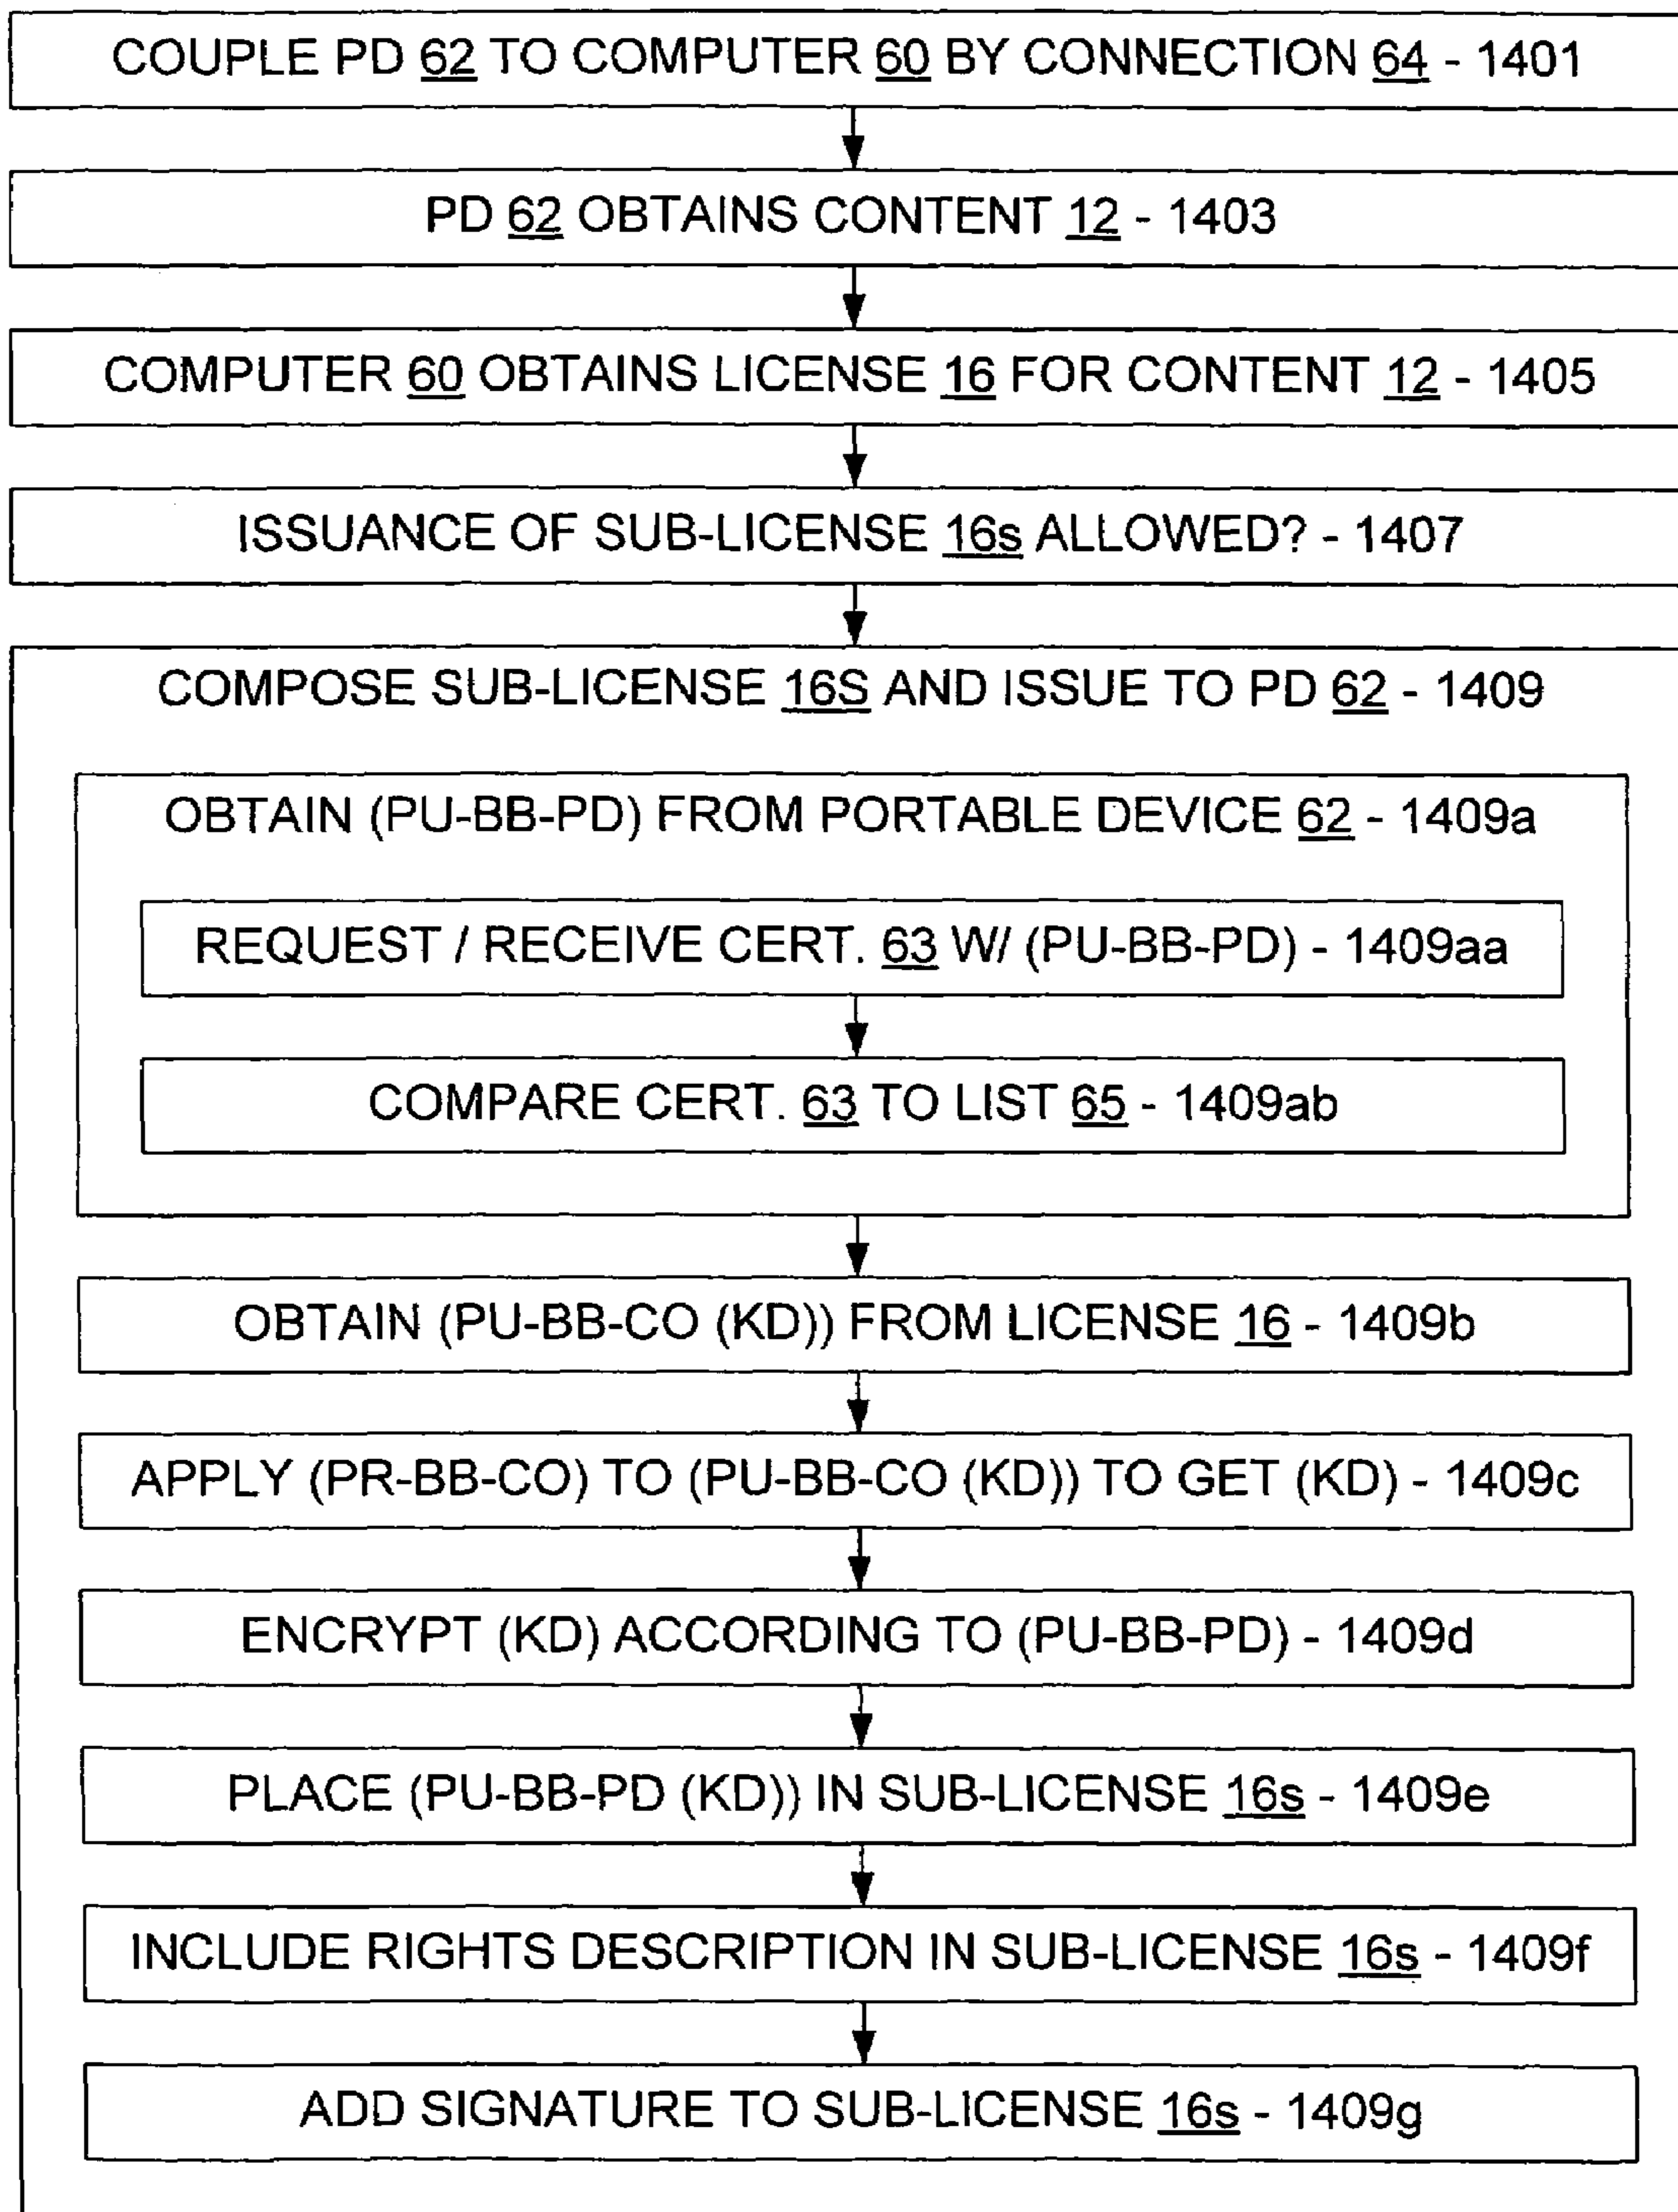 COUPLE PD 62 TO COMPUTER 60 BY CONNECTION 64 - 1401
PD 62 OBTAINS CONTENT 12 - 1403
COMPUTER 60 OBTAINS LICENSE 16 FOR CONTENT 12 - 1405
ISSUANCE OF SUB-LICENSE 16s ALLOWED? - 1407
COMPOSE SUB-LICENSE 16S AND ISSUE TO PD 62 - 1409
OBTAIN (PU-BB-PD) FROM PORTABLE DEVICE 62 - 1409a
REQUEST / RECEIVE CERT. 63 W/ (PU-BB-PD) - 1409aa
COMPARE CERT. 63 TO LIST 65 - 1409ab
OBTAIN (PU-BB-CO (KD)) FROM LICENSE 16 - 1409b
APPLY (PR-BB-CO) TO (PU-BB-CO (KD)) TO GET (KD) - 1409c
ENCRYPT (KD) ACCORDING TO (PU-BB-PD) - 1409d
PLACE (PU-BB-PD (KD)) IN SUB-LICENSE 16s - 1409e
INCLUDE RIGHTS DESCRIPTION IN SUB-LICENSE 16s - 1409f
ADD SIGNATURE TO SUB-LICENSE 16s - 1409g